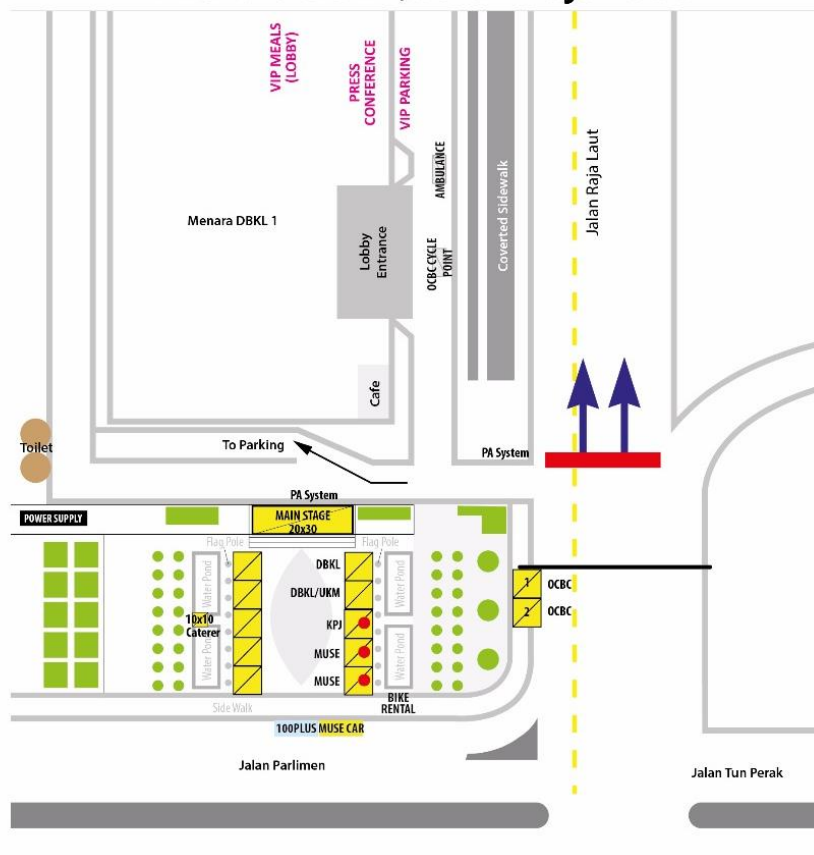 VIP MEALS
(LOBBY)
PRESS
CONFERENCE
VIP PARKING
AMBULANCE
Jalan Raja Laut
Coverted Sidewalk
Menara DBKL 1
Lobby
Entrance
OCBC CYCLE
POINT
Cafe
Toilet
To Parking
PA System
PA System
POWER SUPPLY
MAIN STAGE
20x30
Flag Pole
Flag Pole
Water Pond
Water Pond
DBKL
DBKL/UKM
KPJ
MUSE
MUSE
1
OCBC
2
OCBC
10x10
Caterer
Water Pond
Water Pond
BIKE
RENTAL
Side Walk
100PLUS MUSE CAR
Jalan Parlimen
Jalan Tun Perak